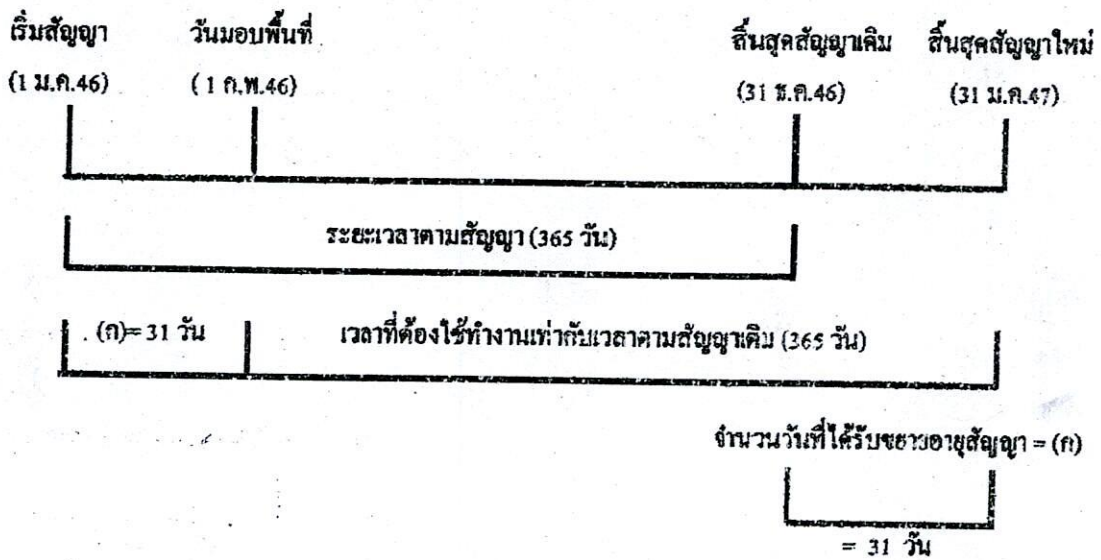 เริ่มสัญญา วันมอบพื้นที่ สิ้นสุดสัญญาเดิม สิ้นสุดสัญญาใหม่
(1 ม.ค.46) ( 1 ก.พ.46) (31 ธ.ค.46) (31 ม.ค.47)
ระยะเวลาตามสัญญา (365 วัน)
(ก)= 31 วัน เวลาที่ต้องใช้ทำงานเท่ากับเวลาตามสัญญาเดิม (365 วัน)
จำนวนวันที่ได้รับขยายอายุสัญญา = (ก)
= 31 วัน